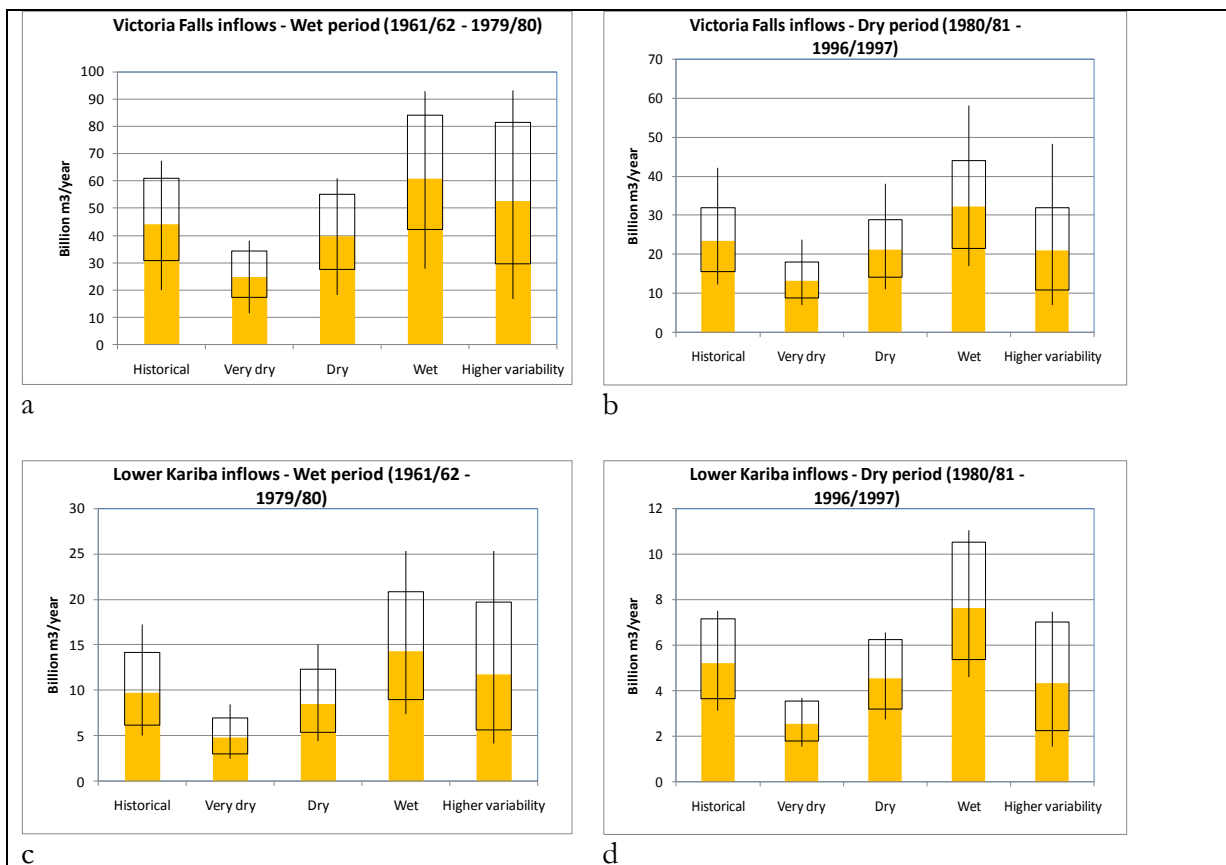 Victoria Falls inflows - Wet period (1961/62 - 1979/80)
100
90
80
70
60
50
40
30
20
10
0
Billion m3/year
Historical Very dry Dry Wet Higher variability
a
Victoria Falls inflows - Dry period (1980/81 -
1996/1997)
70
60
50
40
30
20
10
0
Billion m3/year
Historical Very dry Dry Wet Higher variability
b
Lower Kariba inflows - Wet period (1961/62 -
1979/80)
30
25
20
15
10
5
0
Billion m3/year
Historical Very dry Dry Wet Higher variability
c
Lower Kariba inflows - Dry period (1980/81 -
1996/1997)
12
10
8
6
4
2
0
Billion m3/year
Historical Very dry Dry Wet Higher variability
d